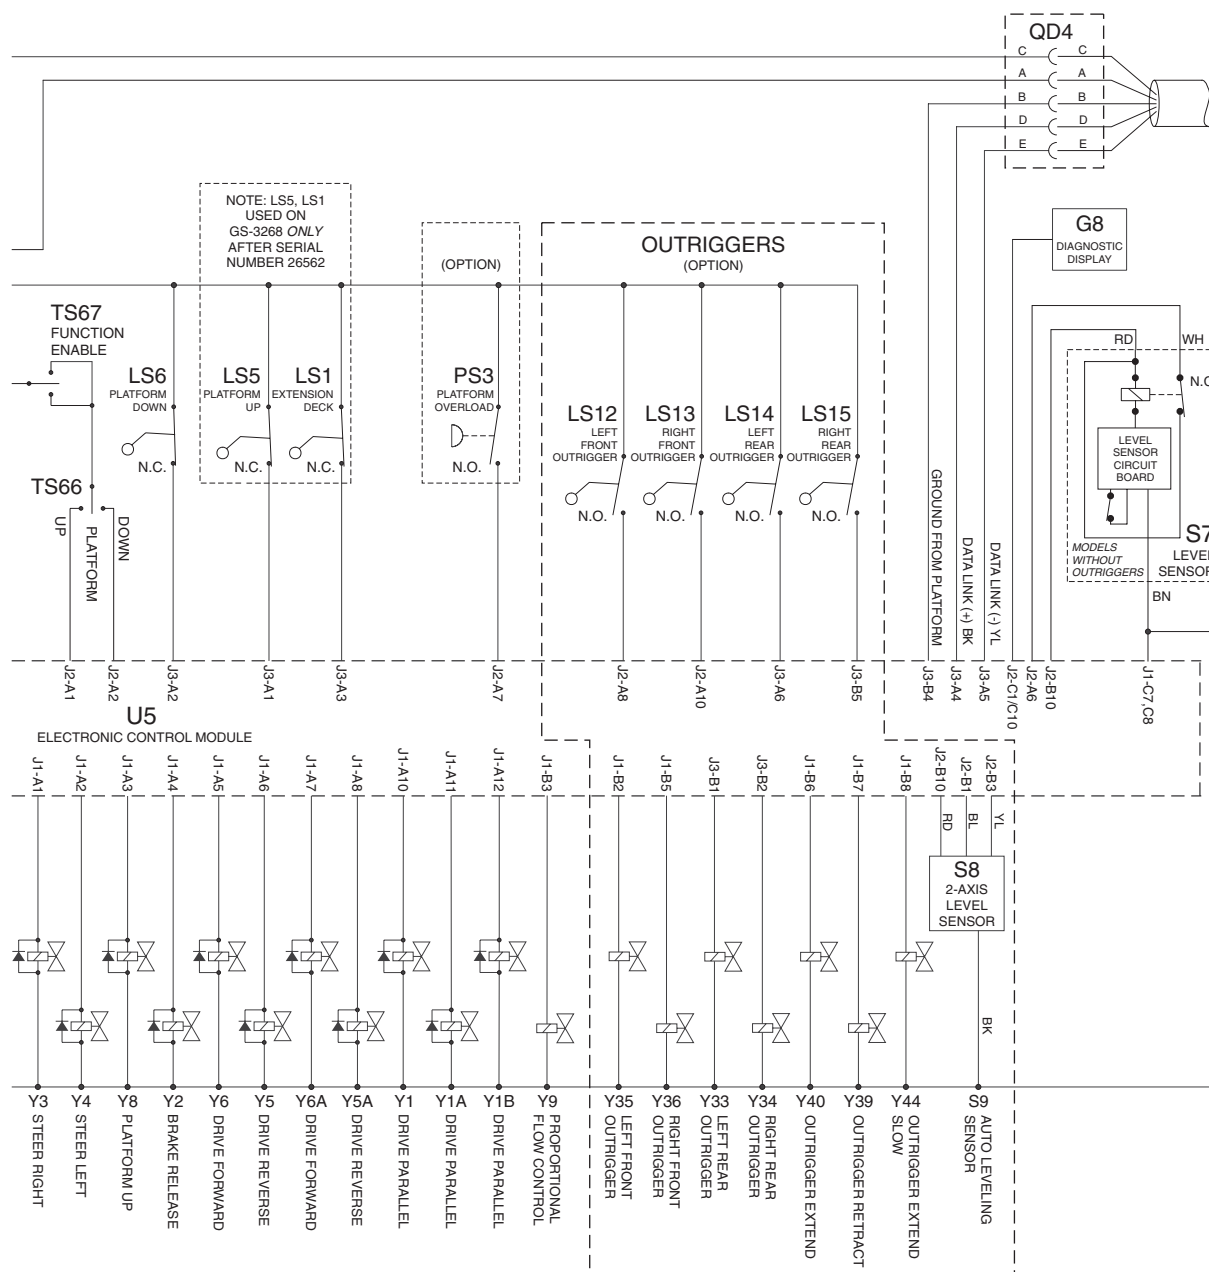 QD4
C C
A A
B B
D D
E E
NOTE: LS5, LS1
USED ON
GS-3268 ONLY
AFTER SERIAL
NUMBER 26562
(OPTION)
OUTRIGGERS
(OPTION)
G8
DIAGNOSTIC
DISPLAY
TS67
FUNCTION
ENABLE
LS6
PLATFORM
DOWN
N.C.
LS5
PLATFORM
UP
N.C.
LS1
EXTENSION
DECK
N.C.
PS3
PLATFORM
OVERLOAD
N.O.
LS12
LEFT
FRONT
OUTRIGGER
N.O.
LS13
RIGHT
FRONT
OUTRIGGER
N.O.
LS14
LEFT
REAR
OUTRIGGER
N.O.
LS15
RIGHT
REAR
OUTRIGGER
N.O.
RD
WH
LEVEL
SENSOR
CIRCUIT
BOARD
MODELS
WITHOUT
OUTRIGGERS
S7
BN
TS66
UP
PLATFORM
DOWN
GROUND FROM PLATFORM
DATA LINK (+) BK
DATA LINK (-) YL
J2-A1
J2-A2
J3-A2
J3-A1
J3-A3
J2-A7
J2-A8
J2-A10
J3-A6
J3-B5
J3-B4
J3-A4
J3-A5
J2-C1/C10
J2-A6
J2-B10
J1-C7,C8
U5
ELECTRONIC CONTROL MODULE
J1-A1
J1-A2
J1-A3
J1-A4
J1-A5
J1-A6
J1-A7
J1-A8
J1-A10
J1-A11
J1-A12
J1-B3
J1-B2
J1-B5
J3-B1
J3-B2
J1-B6
J1-B7
J1-B8
J2-B10
J2-B1
J2-B3
RD
BL
YL
S8
2-AXIS
LEVEL
SENSOR
BK
Y3
STEER RIGHT
Y4
STEER LEFT
Y8
PLATFORM UP
Y2
BRAKE RELEASE
Y6
DRIVE FORWARD
Y5
DRIVE REVERSE
Y6A
DRIVE FORWARD
Y5A
DRIVE REVERSE
Y1
DRIVE PARALLEL
Y1A
DRIVE PARALLEL
Y1B
DRIVE PARALLEL
Y9
PROPORTIONAL
FLOW CONTROL
Y35
LEFT FRONT
OUTRIGGER
Y36
RIGHT FRONT
OUTRIGGER
Y33
LEFT REAR
OUTRIGGER
Y34
RIGHT REAR
OUTRIGGER
Y40
OUTRIGGER EXTEND
Y39
OUTRIGGER RETRACT
Y44
OUTRIGGER EXTEND
SLOW
S9
AUTO LEVELING
SENSOR